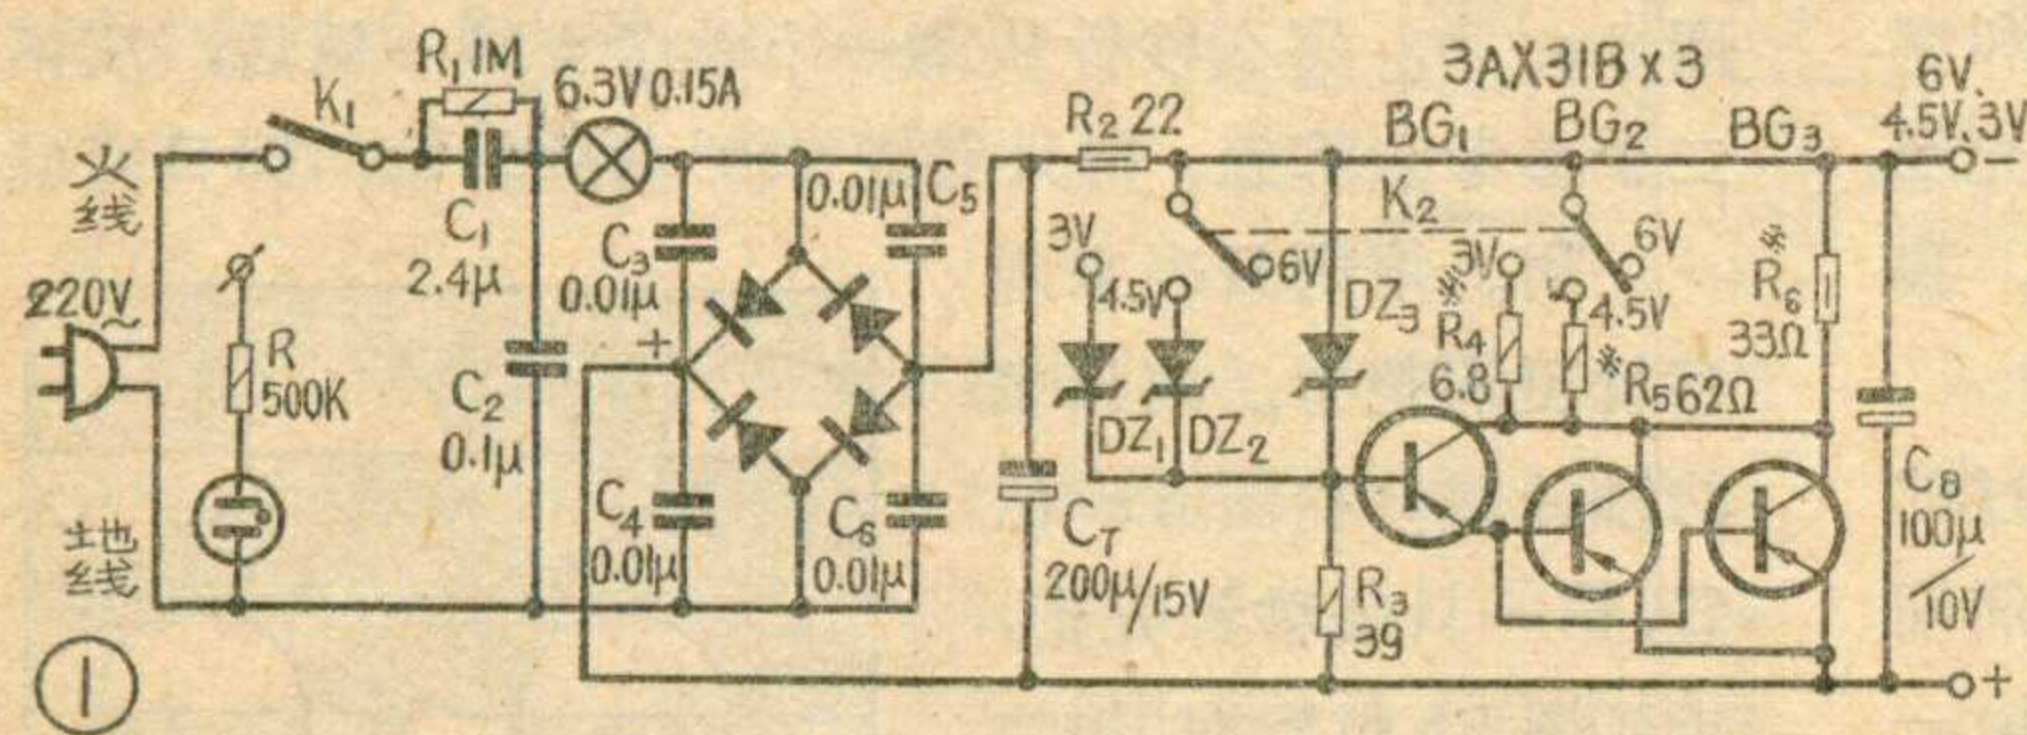 火线
220V~
地线
①
K₁
R₁ 1M
C₁
2.4μ
6.3V 0.15A
R
500K
C₂
0.1μ
C₃
0.01μ
+
C₄
0.01μ
0.01μ C₅
C₆
0.01μ
R₂ 22
3V
4.5V
6V
K₂
DZ₁
DZ₂
DZ₃
C₇
200μ/15V
R₃
39
3AX31B x 3
BG₁
BG₂
BG₃
※
3V
6V
4.5V
R₄
6.8
※
R₅ 62Ω
※
R₆
33Ω
C₈
100μ
/
10V
6V.
4.5V.3V
−
+